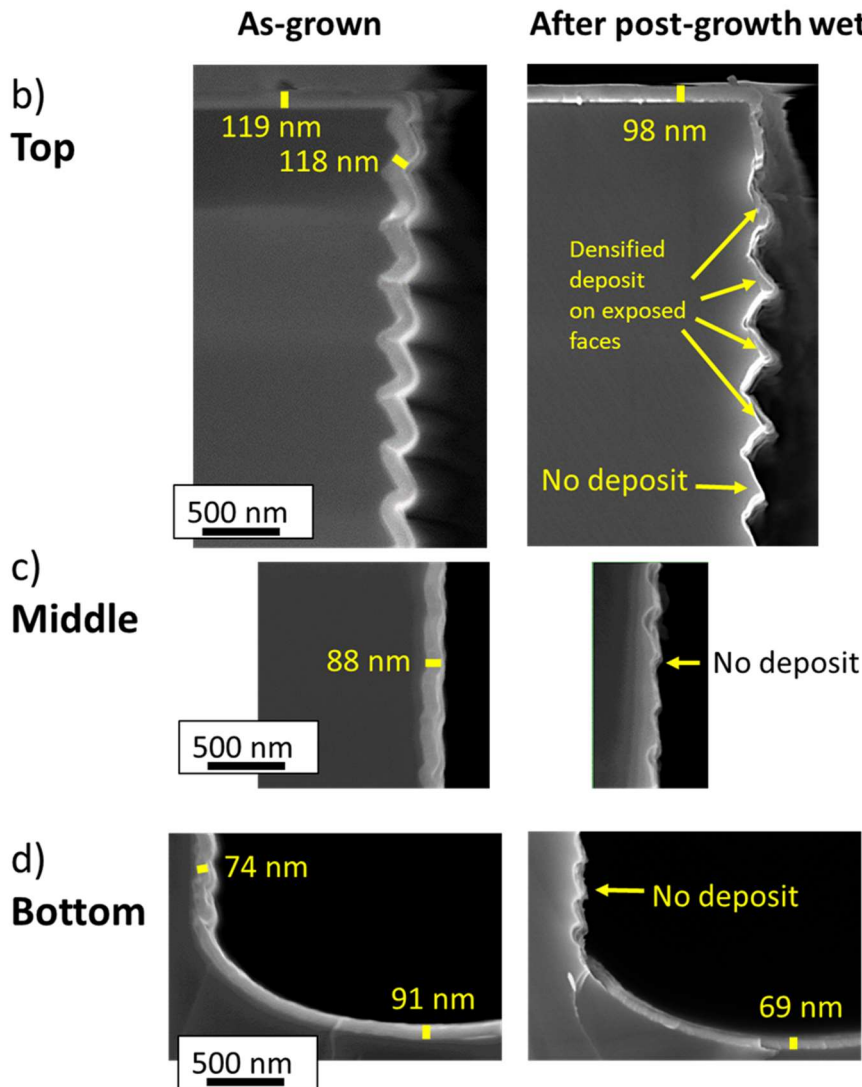 As-grown
After post-growth wet
b)
Top
119 nm
118 nm
500 nm
98 nm
Densified
deposit
on exposed
faces
No deposit
c)
Middle
88 nm
500 nm
No deposit
d)
Bottom
74 nm
91 nm
500 nm
No deposit
69 nm